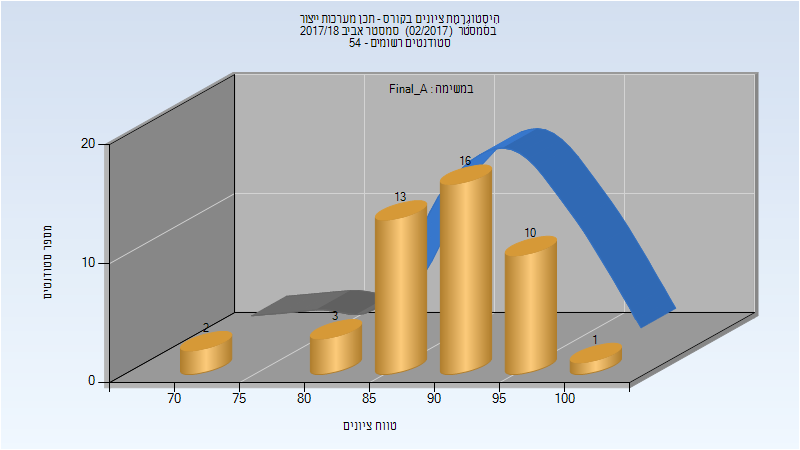 היסטוגרמת ציונים בקורס - תכן מערכות ייצור
בסמסטר (02/2017) סמסטר אביב 2017/18
סטודנטים רשומים - 54
במשימה : Final_A
20
10
0
מספר סטודנטים
2
3
13
16
10
1
70 75 80 85 90 95 100
טווח ציונים